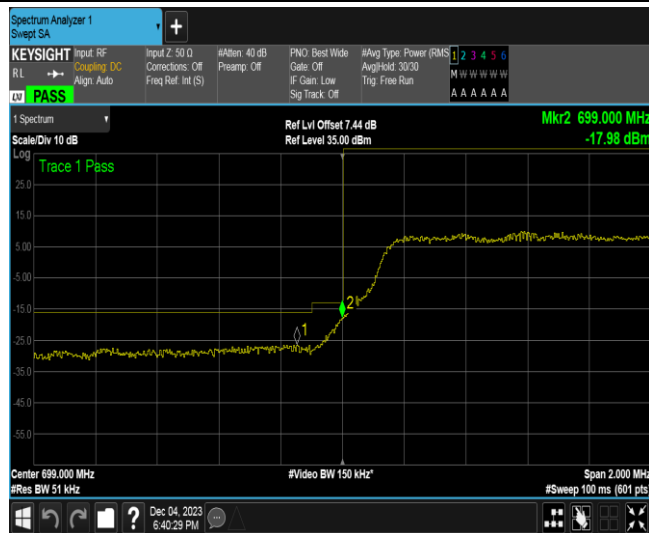 Spectrum Analyzer 1
Swept SA
+
KEYSIGHT
RL
LXI
PASS
Input: RF
Coupling: DC
Align: Auto
Input Z: 50 Ω
Corrections: Off
Freq Ref: Int (S)
#Atten: 40 dB
Preamp: Off
PNO: Best Wide
Gate: Off
IF Gain: Low
Sig Track: Off
#Avg Type: Power (RMS
Avg|Hold: 30/30
Trig: Free Run
1 2 3 4 5 6
M W W W W W
A A A A A A
1 Spectrum
Scale/Div 10 dB
Ref Lvl Offset 7.44 dB
Ref Level 35.00 dBm
Mkr2 699.000 MHz
-17.98 dBm
Log
Trace 1 Pass
25.0
15.0
5.00
-5.00
-15.0
-25.0
-35.0
-45.0
-55.0
2
1
Center 699.000 MHz
#Res BW 51 kHz
#Video BW 150 kHz*
Span 2.000 MHz
#Sweep 100 ms (601 pts)
?
Dec 04, 2023
6:40:29 PM